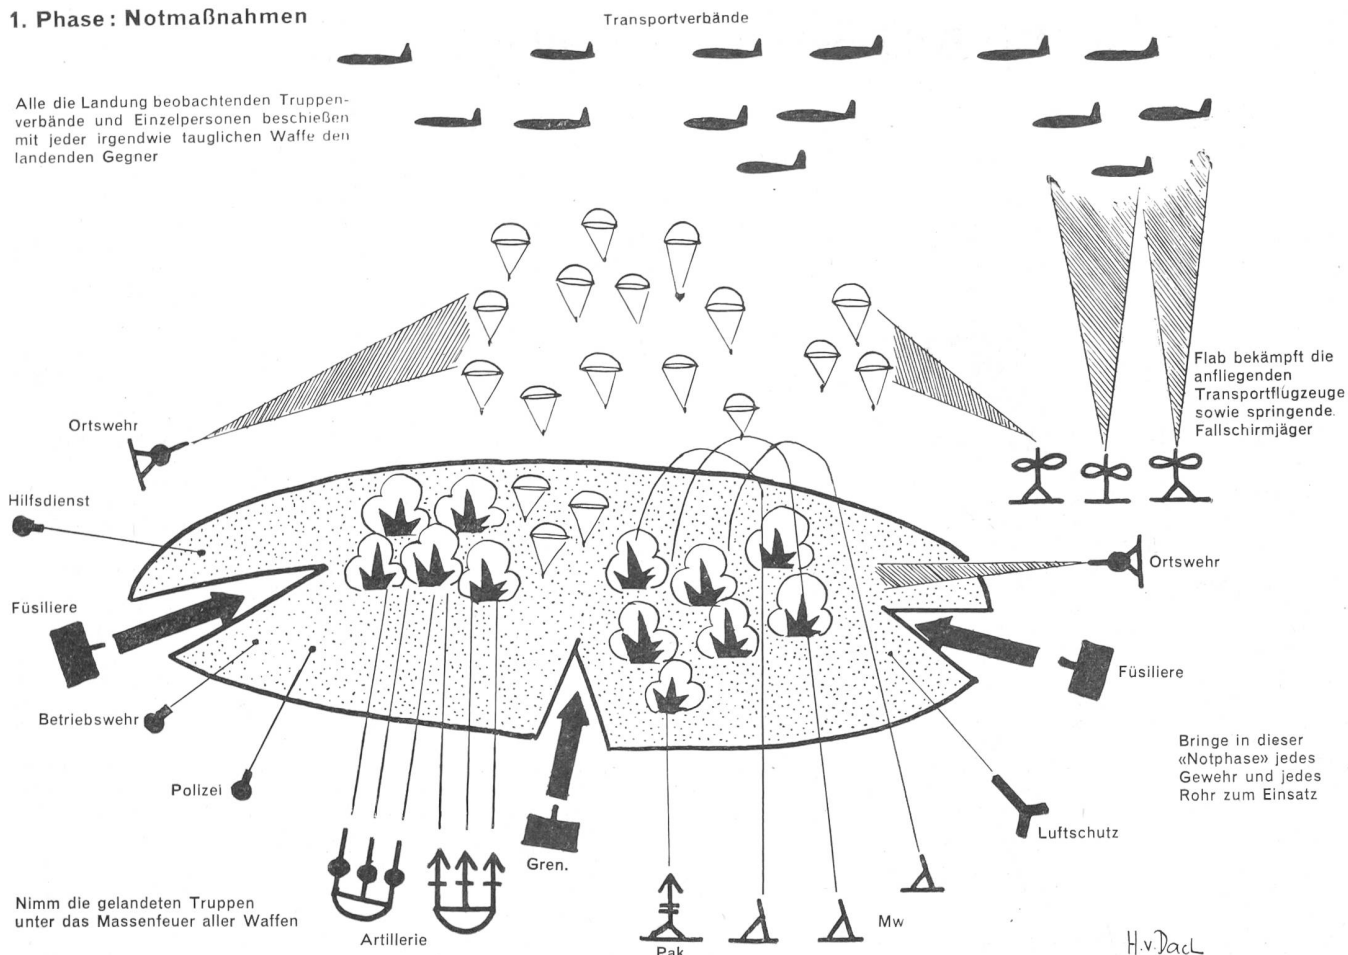 1. Phase: Notmaßnahmen
Transportverbände
Alle die Landung beobachtenden Truppen-
verbände und Einzelpersonen beschießen
mit jeder irgendwie tauglichen Waffe den
landenden Gegner
Flab bekämpft die
anfliegenden
Transportflugzeuge
sowie springende
Fallschirmjäger
Ortswehr
Hilfsdienst
Ortswehr
Füsiliere
Füsiliere
Betriebswehr
Bringe in dieser
«Notphase» jedes
Gewehr und jedes
Rohr zum Einsatz
Polizei
Luftschutz
Gren.
Nimm die gelandeten Truppen
unter das Massenfeuer aller Waffen
Artillerie
Mw
Pak
H.v.Dach